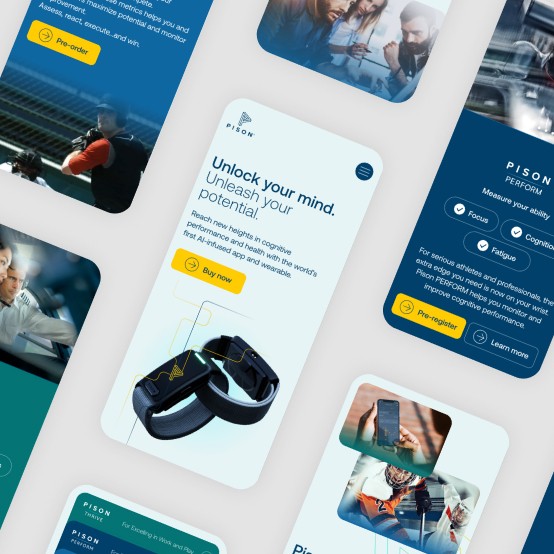 compete.
these metrics helps you and
maximize potential and monitor
improvement.
Assess, react, execute..and win.
Pre-order
PISON
Unlock your mind.
Unleash your
potential.
Reach new heights in cognitive
performance and health with the world's
first AI-infused app and wearable.
Buy now
PISON
PERFORM
Measure your ability
Focus
Fatigue
For serious athletes and professionals, the
extra edge you need is now on your wrist.
Pison PERFORM helps you monitor and
improve cognitive performance.
Pre-register
Learn more
PISON
THRIVE
For Excelling in Work and Play
PISON
PERFORM